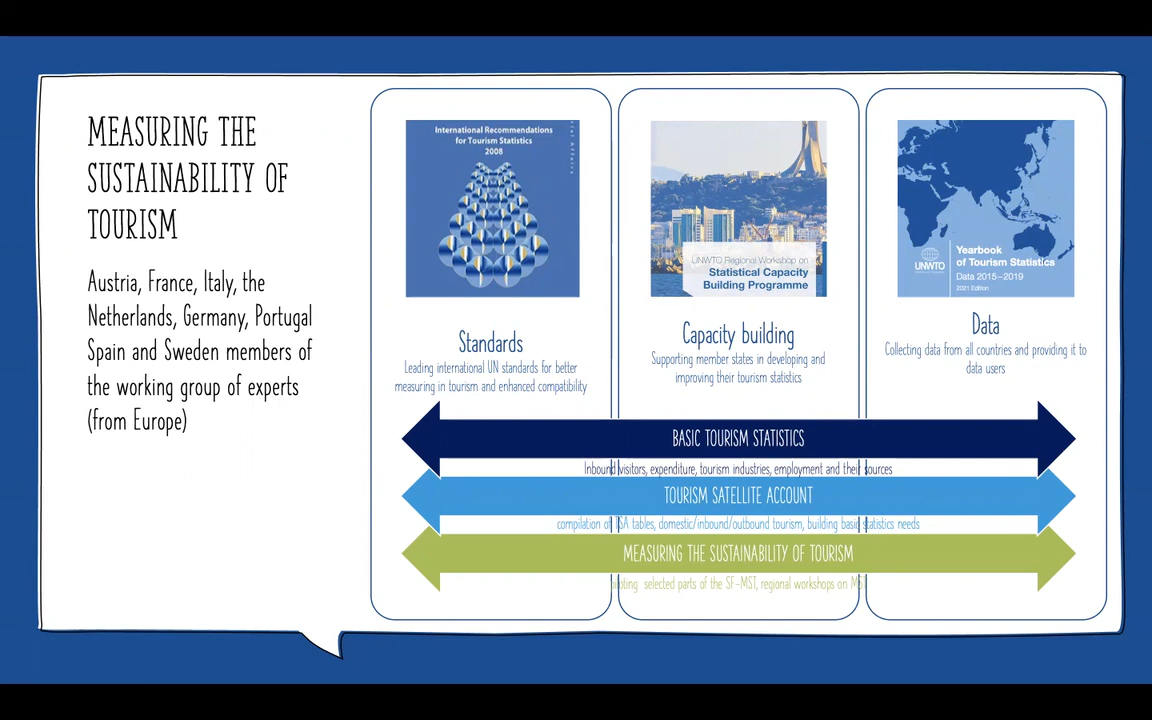 MEASURING THE
SUSTAINABILITY OF
TOURISM
Austria, France, Italy, the
Netherlands, Germany, Portugal
Spain and Sweden members of
the working group of experts
(from Europe)
International Recommendations
for Tourism Statistics
2008
Standards
Leading international UN standards for better
measuring in tourism and enhanced compatibility
UNWTO Regional Workshop on
Statistical Capacity
Building Programme
Capacity building
Supporting member states in developing and
improving their tourism statistics
UNWTO
Yearbook
of Tourism Statistics
Data 2015–2019
2021 Edition
Data
Collecting data from all countries and providing it to
data users
BASIC TOURISM STATISTICS
Inbound visitors, expenditure, tourism industries, employment and their sources
TOURISM SATELLITE ACCOUNT
compilation of TSA tables, domestic/inbound/outbound tourism, building basic statistics needs
MEASURING THE SUSTAINABILITY OF TOURISM
piloting selected parts of the SF-MST, regional workshops on MST